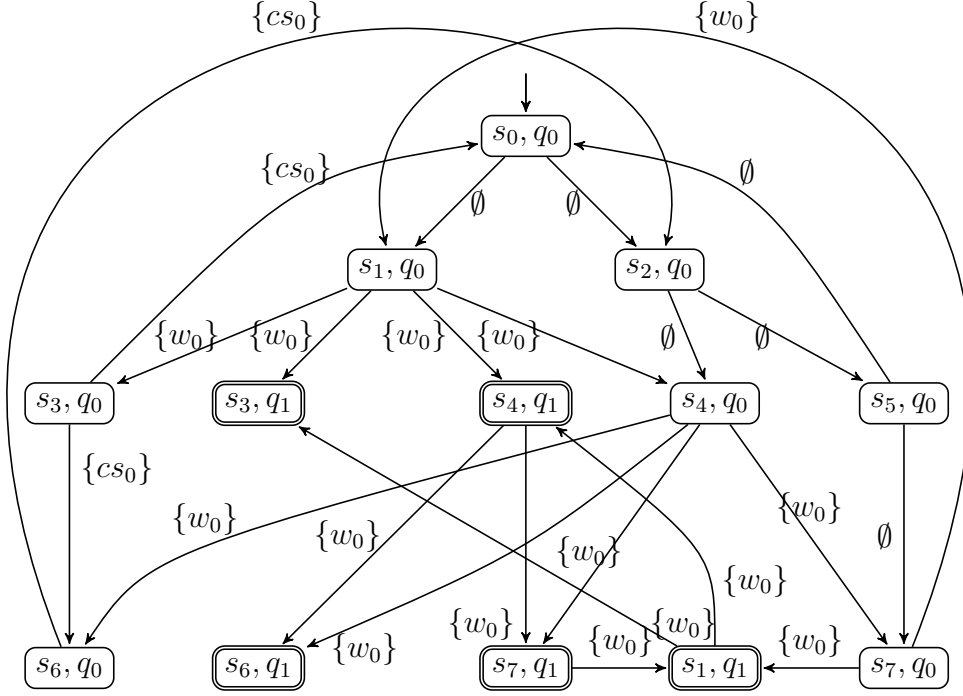 {cs₀} {w₀}
s₀, q₀
{cs₀} ∅
∅ ∅
s₁, q₀ s₂, q₀
{w₀} {w₀} {w₀} {w₀} ∅ ∅
s₃, q₀ s₃, q₁ s₄, q₁ s₄, q₀ s₅, q₀
{cs₀}
{w₀} {w₀}
{w₀} {w₀} ∅
{w₀}
{w₀} {w₀} {w₀} {w₀} {w₀}
{w₀}
s₆, q₀ s₆, q₁ s₇, q₁ s₁, q₁ s₇, q₀